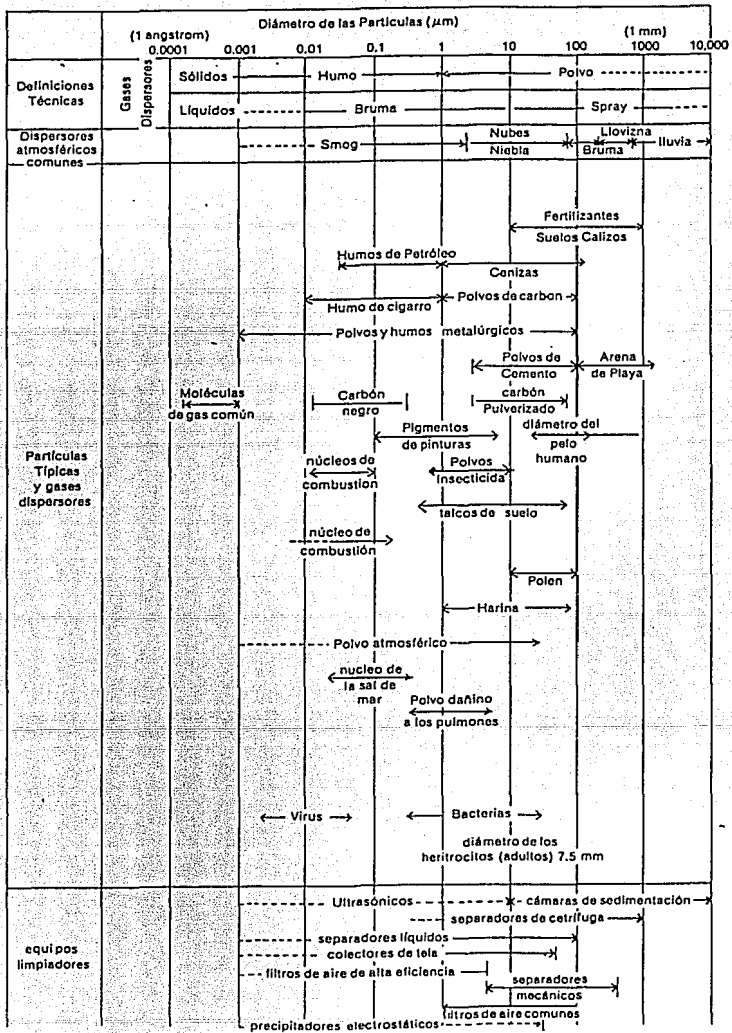 Diámetro de las Partículas (μm)
(1 angstrom) (1 mm)
0.0001 0.001 0.01 0.1 1 10 100 1000 10,000
Definiciones
Técnicas
Gases
Dispersores
Sólidos Humo Polvo
Líquidos Bruma Spray
Dispersores
atmosféricos
comunes
Smog
Nubes
Niebla
Llovizna
Bruma
lluvia
Partículas
Típicas
y gases
dispersores
Fertilizantes
Suelos Calizos
Humos de Petróleo
Cenizas
Humo de cigarro
Polvos de carbon
Polvos y humos metalúrgicos
Polvos de
Cemento
Arena
de Playa
Moléculas
de gas común
Carbón
negro
carbón
Pulverizado
Pigmentos
de pinturas
diámetro del
pelo
humano
núcleos de
combustion
Polvos
Insecticida
talcos de suelo
núcleo de
combustión
Polen
Harina
Polvo atmosférico
nucleo de
la sal de
mar
Polvo dañino
a los pulmones
Virus
Bacterias
diámetro de los
heritrocitos (adultos) 7.5 mm
equipos
limpiadores
Ultrasónicos
cámaras de sedimentación
separadores de cetrífuga
separadores líquidos
colectores de tela
filtros de aire de alta eficiencia
separadores
mecánicos
filtros de aire comunes
precipitadores electrostáticos